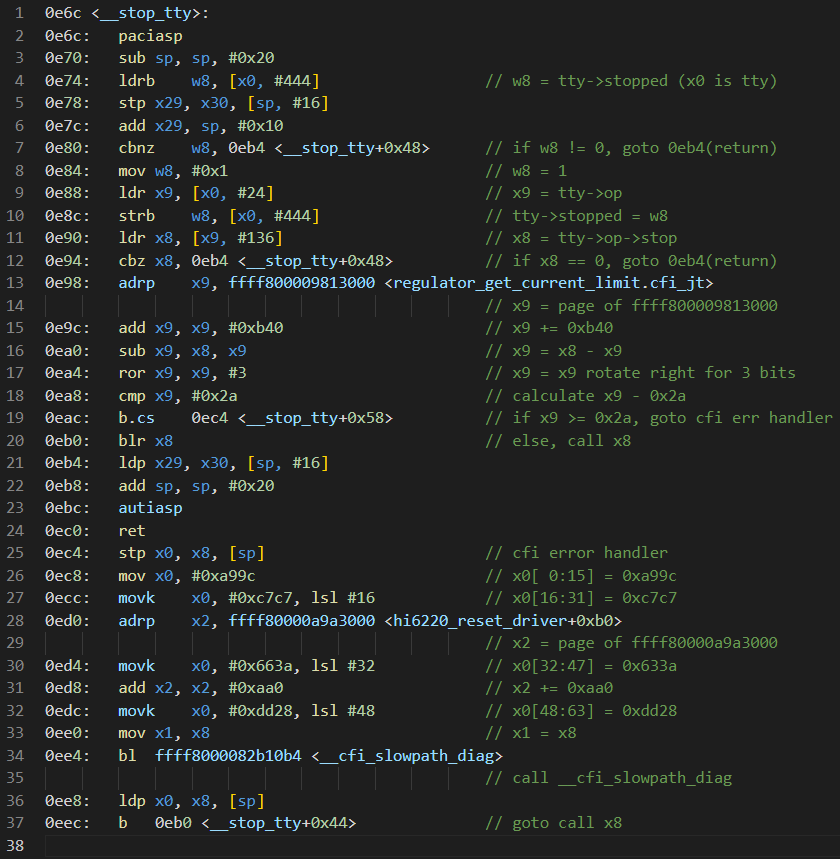 1 0e6c <__stop_tty>:
2 0e6c: paciasp
3 0e70: sub sp, sp, #0x20
4 0e74: ldrb w8, [x0, #444] // w8 = tty->stopped (x0 is tty)
5 0e78: stp x29, x30, [sp, #16]
6 0e7c: add x29, sp, #0x10
7 0e80: cbnz w8, 0eb4 <__stop_tty+0x48> // if w8 != 0, goto 0eb4(return)
8 0e84: mov w8, #0x1 // w8 = 1
9 0e88: ldr x9, [x0, #24] // x9 = tty->op
10 0e8c: strb w8, [x0, #444] // tty->stopped = w8
11 0e90: ldr x8, [x9, #136] // x8 = tty->op->stop
12 0e94: cbz x8, 0eb4 <__stop_tty+0x48> // if x8 == 0, goto 0eb4(return)
13 0e98: adrp x9, ffff800009813000 <regulator_get_current_limit.cfi_jt>
14 // x9 = page of ffff800009813000
15 0e9c: add x9, x9, #0xb40 // x9 += 0xb40
16 0ea0: sub x9, x8, x9 // x9 = x8 - x9
17 0ea4: ror x9, x9, #3 // x9 = x9 rotate right for 3 bits
18 0ea8: cmp x9, #0x2a // calculate x9 - 0x2a
19 0eac: b.cs 0ec4 <__stop_tty+0x58> // if x9 >= 0x2a, goto cfi err handler
20 0eb0: blr x8 // else, call x8
21 0eb4: ldp x29, x30, [sp, #16]
22 0eb8: add sp, sp, #0x20
23 0ebc: autiasp
24 0ec0: ret
25 0ec4: stp x0, x8, [sp] // cfi error handler
26 0ec8: mov x0, #0xa99c // x0[ 0:15] = 0xa99c
27 0ecc: movk x0, #0xc7c7, lsl #16 // x0[16:31] = 0xc7c7
28 0ed0: adrp x2, ffff80000a9a3000 <hi6220_reset_driver+0xb0>
29 // x2 = page of ffff80000a9a3000
30 0ed4: movk x0, #0x663a, lsl #32 // x0[32:47] = 0x633a
31 0ed8: add x2, x2, #0xaa0 // x2 += 0xaa0
32 0edc: movk x0, #0xdd28, lsl #48 // x0[48:63] = 0xdd28
33 0ee0: mov x1, x8 // x1 = x8
34 0ee4: bl ffff8000082b10b4 <__cfi_slowpath_diag>
35 // call __cfi_slowpath_diag
36 0ee8: ldp x0, x8, [sp]
37 0eec: b 0eb0 <__stop_tty+0x44> // goto call x8
38